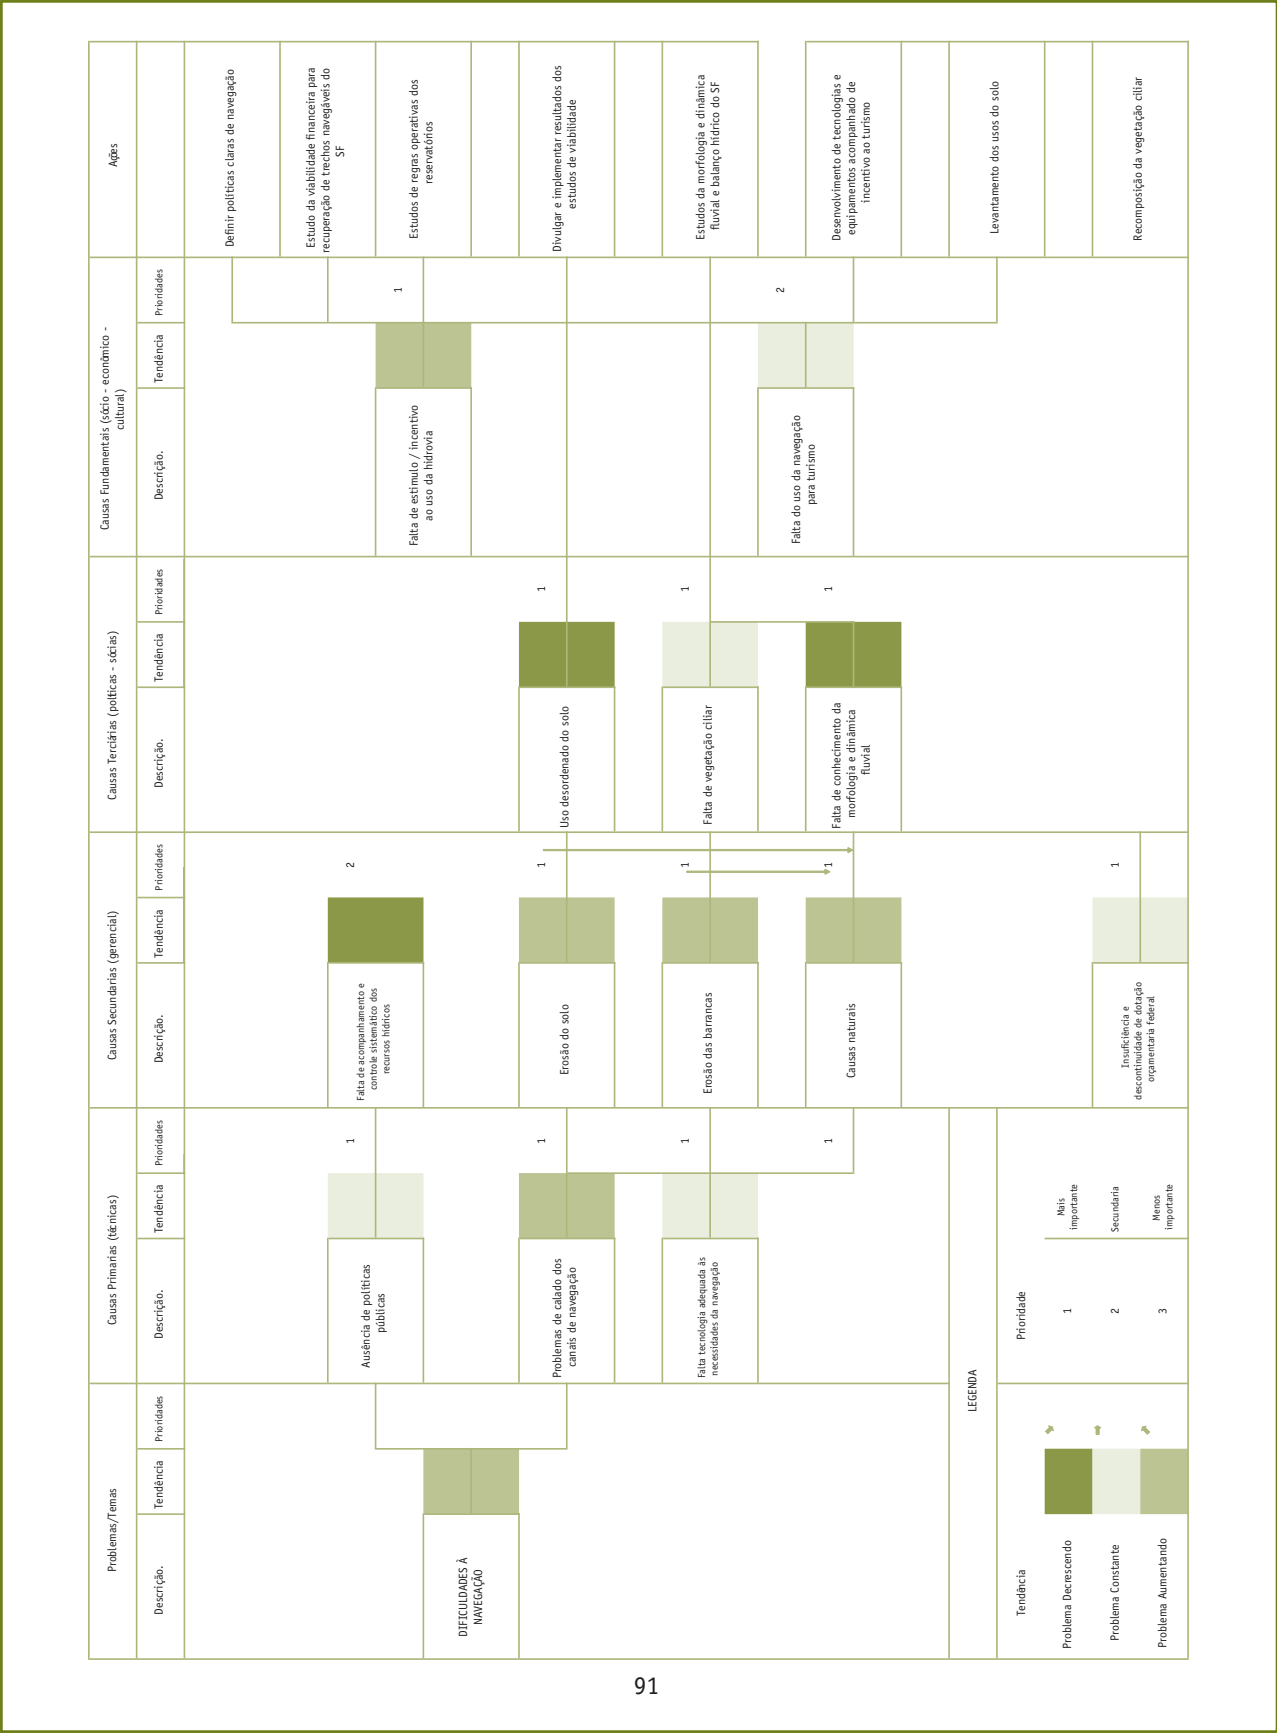 Problemas/Temas
Causas Primarias (técnicas)
Causas Secundarias (gerencial)
Causas Terciárias (políticas - sócias)
Causas Fundamentais (sócio - econômico -
cultural)
Ações
Descrição.
Tendência
Prioridades
Descrição.
Tendência
Prioridades
Descrição.
Tendência
Prioridades
Descrição.
Tendência
Prioridades
Descrição.
Tendência
Prioridades
Definir políticas claras de navegação
Estudo da viabilidade financeira para
recuperação de trechos navegáveis do
SF
Ausência de políticas
públicas
1
Falta de acompanhamento e
controle sistemático dos
recursos hídricos
2
Falta de estimulo / incentivo
ao uso da hidrovia
1
Estudos de regras operativas dos
reservatórios
DIFICULDADES À
NAVEGAÇÃO
Problemas de calado dos
canais de navegação
1
Erosão do solo
1
Uso desordenado do solo
1
Divulgar e implementar resultados dos
estudos de viabilidade
Falta tecnologia adequada às
necessidades da navegação
1
Erosão das barrancas
1
Falta de vegetação ciliar
1
Estudos da morfologia e dinâmica
fluvial e balanço hídrico do SF
Falta do uso da navegação
para turismo
2
1
Causas naturais
1
Falta de conhecimento da
morfologia e dinâmica
fluvial
1
Desenvolvimento de tecnologias e
equipamentos acompanhado de
incentivo ao turismo
LEGENDA
Levantamento dos usos do solo
Tendência
Prioridade
Problema Decrescendo
1
Mais
importante
Problema Constante
2
Secundaria
Problema Aumentando
3
Menos
importante
Insuficiência e
descontinuidade de dotação
orçamentaria federal
1
Recomposição da vegetação ciliar
91